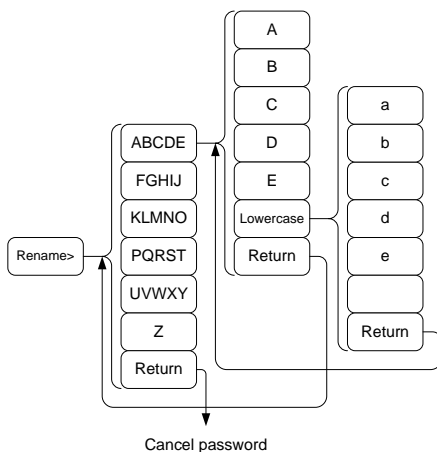 Rename>
ABCDE
FGHIJ
KLMNO
PQRST
UVWXY
Z
Return
A
B
C
D
E
Lowercase
Return
a
b
c
d
e
Return
Cancel password